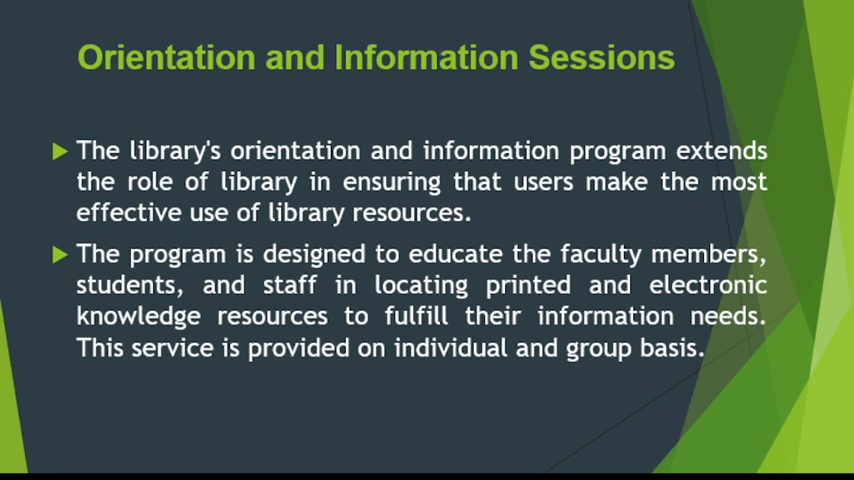 Orientation and Information Sessions
The library's orientation and information program extends
the role of library in ensuring that users make the most
effective use of library resources.
The program is designed to educate the faculty members,
students, and staff in locating printed and electronic
knowledge resources to fulfill their information needs.
This service is provided on individual and group basis.